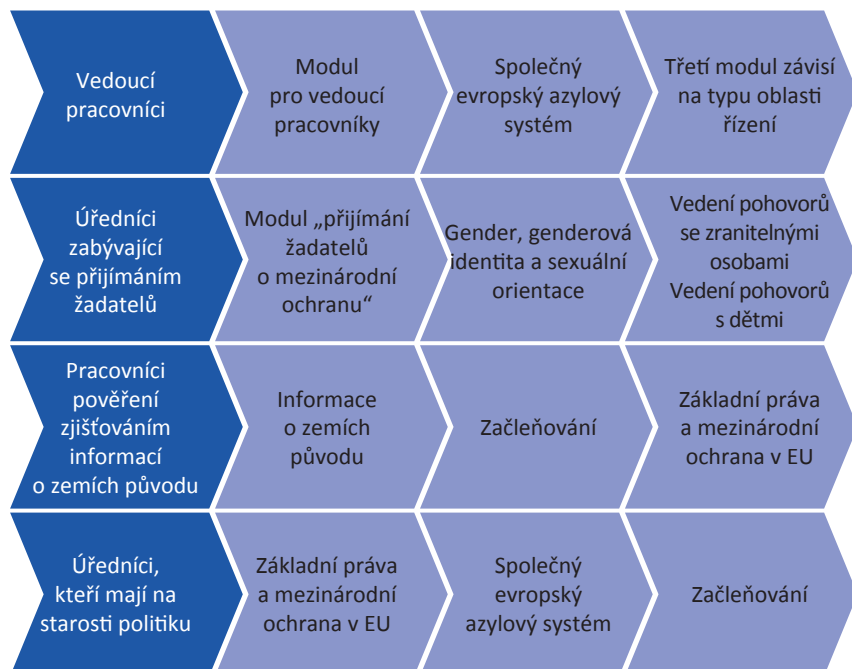 Vedoucí
pracovníci
Modul
pro vedoucí
pracovníky
Společný
evropský azylový
systém
Třetí modul závisí
na typu oblasti
řízení
Úředníci
zabývající
se přijímáním
žadatelů
Modul „přijímání
žadatelů
o mezinárodní
ochranu“
Gender, genderová
identita a sexuální
orientace
Vedení pohovorů
se zranitelnými
osobami
Vedení pohovorů
s dětmi
Pracovníci
pověření
zjišťováním
informací
o zemích původu
Informace
o zemích
původu
Začleňování
Základní práva
a mezinárodní
ochrana v EU
Úředníci,
kteří mají na
starosti politiku
Základní práva
a mezinárodní
ochrana v EU
Společný
evropský
azylový systém
Začleňování